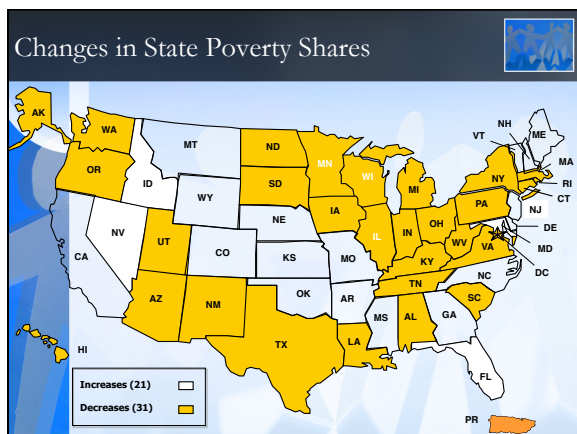 Changes in State Poverty Shares
AK
WA
MT
ND
MN
VT
NH
ME
OR
ID
WY
SD
WI
MI
NY
MA
RI
CT
NE
IA
PA
NJ
NV
UT
CO
KS
MO
IL
IN
OH
WV
VA
DE
MD
DC
CA
KY
AZ
NM
OK
AR
TN
NC
SC
MS
AL
GA
TX
LA
FL
HI
Increases (21)
Decreases (31)
PR